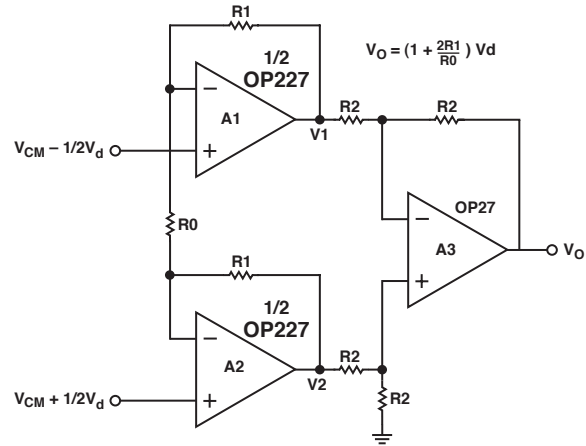 R1
1/2
OP227
V_O = (1 + 2R1/R0) Vd
–
A1
R2
R2
V1
V_CM – 1/2V_d
+
OP27
R0
–
A3
V_O
R1
+
1/2
OP227
–
A2
R2
V2
R2
V_CM + 1/2V_d
+